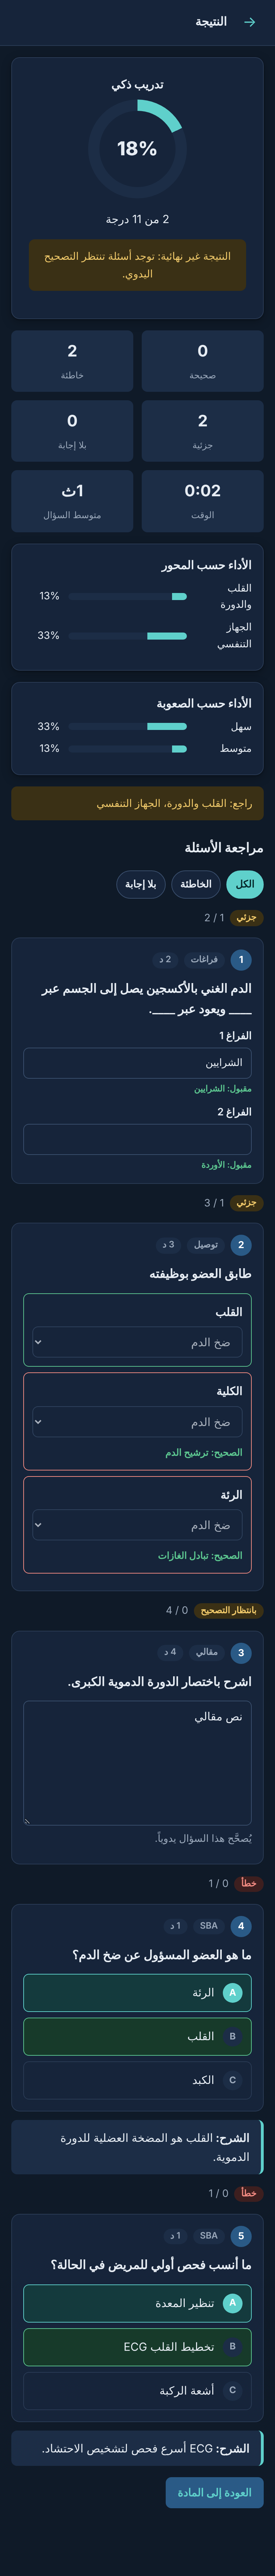 النتيجة
تدريب ذكي
18%
2 من 11 درجة
النتيجة غير نهائية: توجد أسئلة تنتظر التصحيح
اليدوي.
0
صحيحة
2
خاطئة
2
جزئية
0
بلا إجابة
0:02
الوقت
1ث
متوسط السؤال
الأداء حسب المحور
القلب
والدورة
13%
الجهاز
التنفسي
33%
الأداء حسب الصعوبة
سهل 33%
متوسط 13%
راجع: القلب والدورة، الجهاز التنفسي
مراجعة الأسئلة
الكل الخاطئة بلا إجابة
جزئي 1 / 2
1 فراغات 2 د
الدم الغني بالأكسجين يصل إلى الجسم عبر
____ ويعود عبر ____.
الفراغ 1
الشرايين
مقبول: الشرايين
الفراغ 2
مقبول: الأوردة
جزئي 1 / 3
2 توصيل 3 د
طابق العضو بوظيفته
القلب
ضخ الدم
الكلية
ضخ الدم
الصحيح: ترشيح الدم
الرئة
ضخ الدم
الصحيح: تبادل الغازات
بانتظار التصحيح 0 / 4
3 مقالي 4 د
اشرح باختصار الدورة الدموية الكبرى.
نص مقالي
يُصحَّح هذا السؤال يدوياً.
خطأ 0 / 1
4 SBA 1 د
ما هو العضو المسؤول عن ضخ الدم؟
A الرئة
B القلب
C الكبد
الشرح: القلب هو المضخة العضلية للدورة
الدموية.
خطأ 0 / 1
5 SBA 1 د
ما أنسب فحص أولي للمريض في الحالة؟
A تنظير المعدة
B تخطيط القلب ECG
C أشعة الركبة
الشرح: ECG أسرع فحص لتشخيص الاحتشاد.
العودة إلى المادة